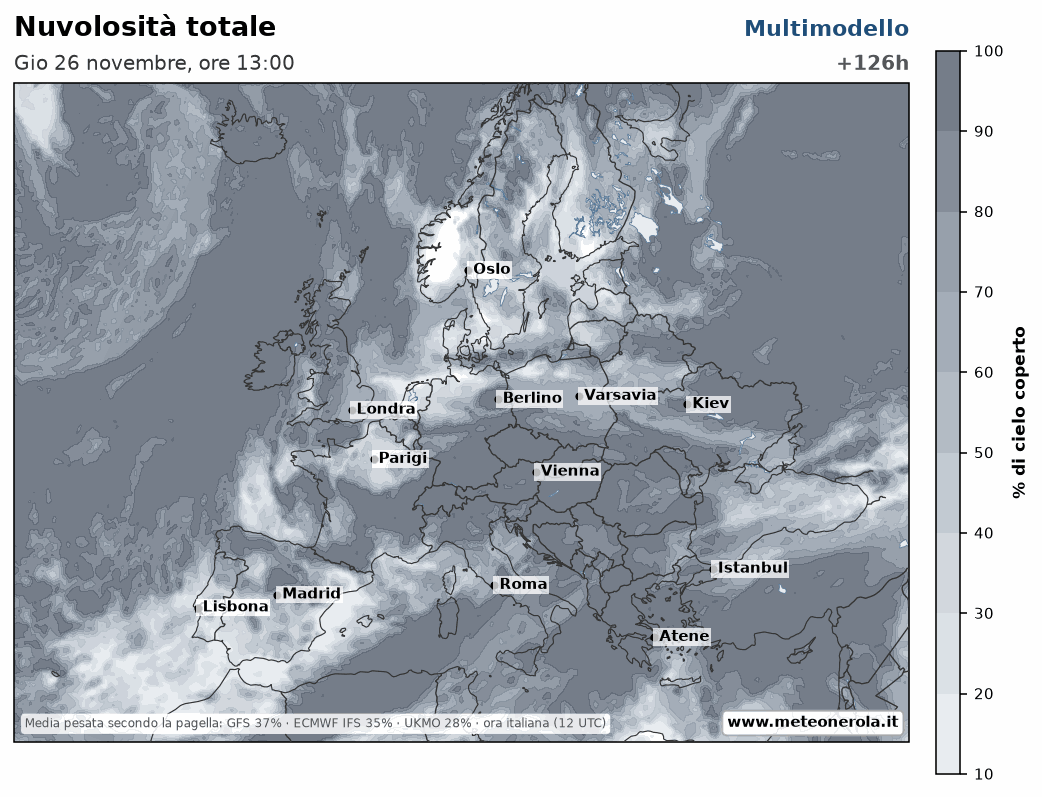 Nuvolosità totale
Multimodello
Gio 26 novembre, ore 13:00
+126h
100
90
80
70
60
50
40
30
20
10
% di cielo coperto
Oslo
Berlino
Varsavia
Kiev
Londra
Parigi
Vienna
Istanbul
Roma
Madrid
Lisbona
Atene
Media pesata secondo la pagella: GFS 37% · ECMWF IFS 35% · UKMO 28% · ora italiana (12 UTC)
www.meteonerola.it